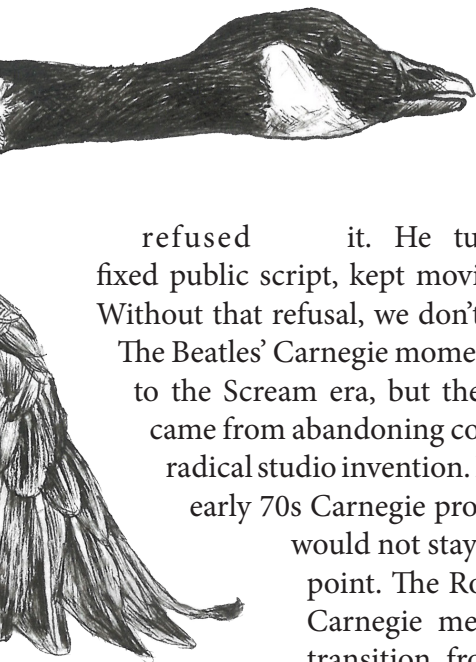 refused it. He tu
fixed public script, kept movi
Without that refusal, we don't
The Beatles' Carnegie mome
to the Scream era, but the
came from abandoning co
radical studio invention.
early 70s Carnegie pro
would not stay
point. The Ro
Carnegie me
transition fro